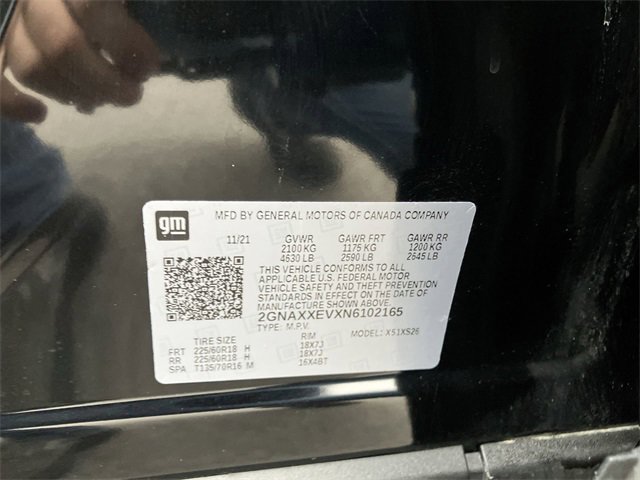 gm
MFD BY GENERAL MOTORS OF CANADA COMPANY
11/21 GVWR GAWR FRT GAWR RR
2100 KG 1175 KG 1200 KG
4630 LB 2590 LB 2645 LB
THIS VEHICLE CONFORMS TO ALL
APPLICABLE U.S. FEDERAL MOTOR
VEHICLE SAFETY AND THEFT PREVENTION
STANDARDS IN EFFECT ON THE DATE OF
MANUFACTURE SHOWN ABOVE.
2GNAXXEVXN6102165
TYPE: M.P.V. MODEL: X51XS26
TIRE SIZE RIM
FRT 225/60R18 H 18X7J
RR 225/60R18 H 18X7J
SPA T135/70R16 M 16X4BT